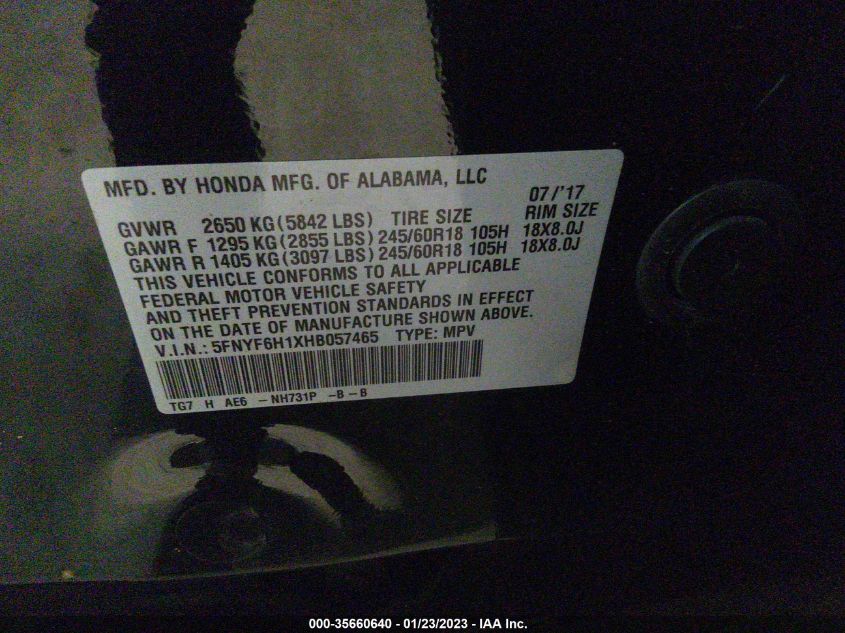 MFD. BY HONDA MFG. OF ALABAMA, LLC 07/'17
GVWR 2650 KG (5842 LBS) TIRE SIZE RIM SIZE
GAWR F 1295 KG (2855 LBS) 245/60R18 105H 18X8.0J
GAWR R 1405 KG (3097 LBS) 245/60R18 105H 18X8.0J
THIS VEHICLE CONFORMS TO ALL APPLICABLE
FEDERAL MOTOR VEHICLE SAFETY
AND THEFT PREVENTION STANDARDS IN EFFECT
ON THE DATE OF MANUFACTURE SHOWN ABOVE.
V.I.N.: 5FNYF6H1XHB057465 TYPE: MPV
TG7 H AE6 -NH731P -B-B
000-35660640 - 01/23/2023 - IAA Inc.